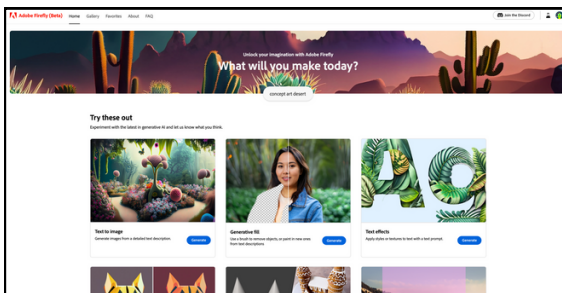 Adobe Firefly (Beta) Home Gallery Favorites About FAQ Join the Discord
Unlock your imagination with Adobe Firefly
What will you make today?
concept art desert
Try these out
Experiment with the latest in generative AI and let us know what you think.
Text to image
Generate images from a detailed text description.
Generate
Generative fill
Use a brush to remove objects, or paint in new ones
from text descriptions
Generate
Text effects
Apply styles or textures to text with a text prompt.
Generate